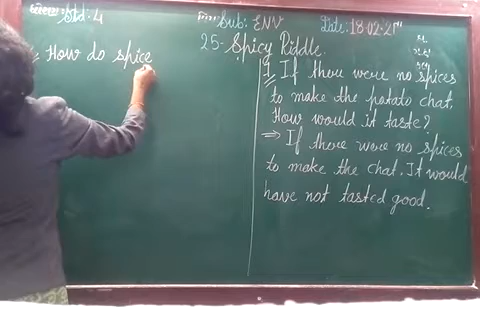 Std: 4
Sub: ENV
Date: 18-02-21
25- Spicy Riddle.
How do spice
1 If there were no spices
to make the potato chat,
How would it taste?
⇒ If there were no spices
to make the chat. It would
have not tasted good.